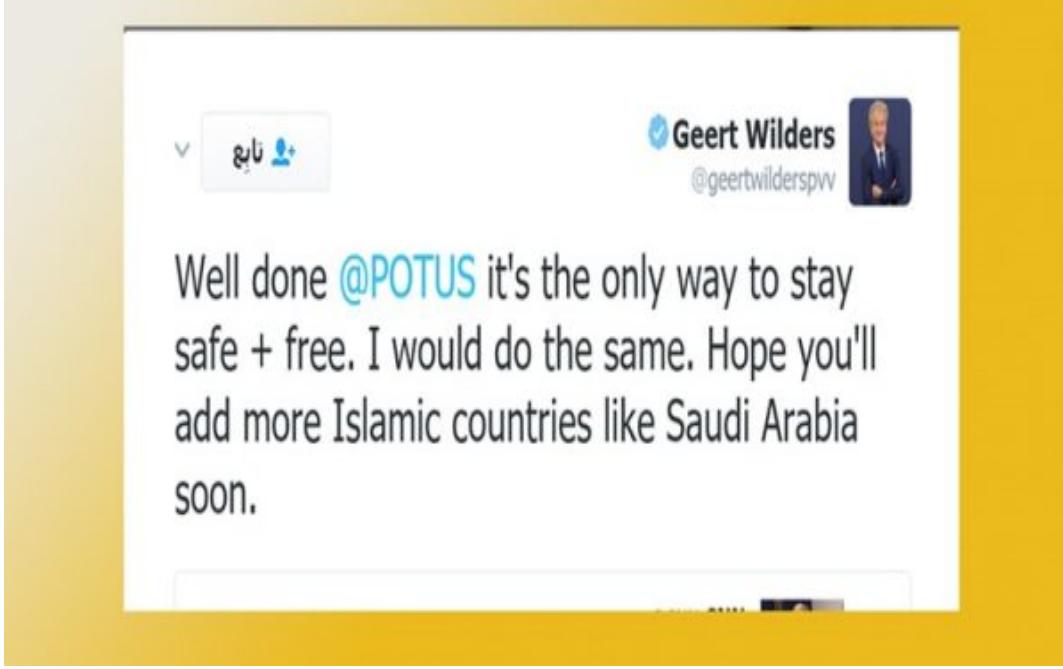 Geert Wilders
@geertwilderspvv
تابِع
Well done @POTUS it's the only way to stay
safe + free. I would do the same. Hope you'll
add more Islamic countries like Saudi Arabia
soon.